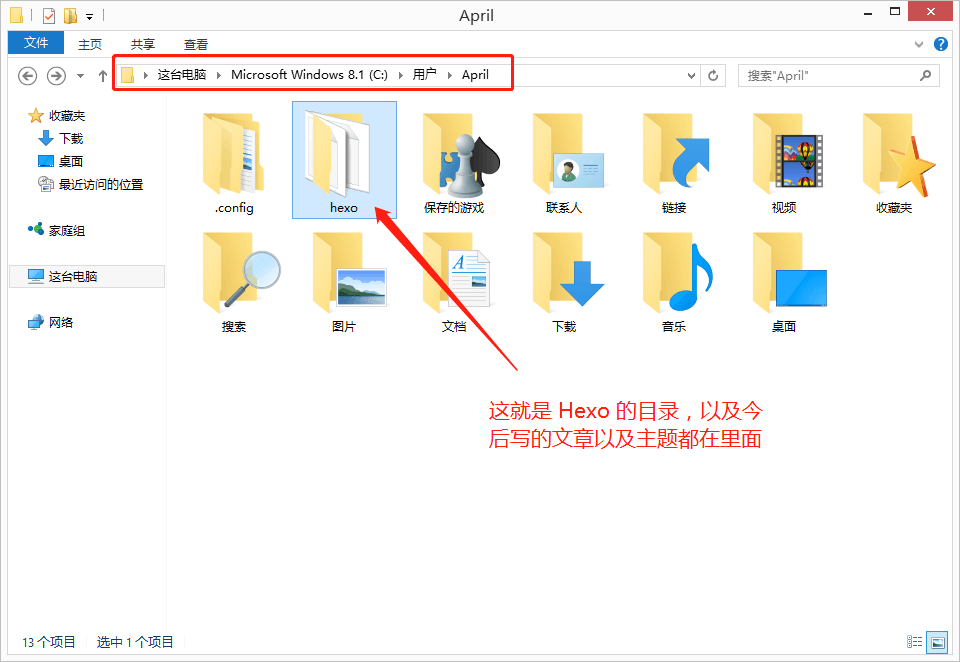 April
文件 主页 共享 查看
这台电脑 Microsoft Windows 8.1 (C:) 用户 April
搜索"April"
收藏夹
下载
桌面
最近访问的位置
家庭组
这台电脑
网络
.config hexo 保存的游戏 联系人 链接 视频 收藏夹
搜索 图片 文档 下载 音乐 桌面
这就是 Hexo 的目录，以及今
后写的文章以及主题都在里面
13 个项目 选中 1 个项目